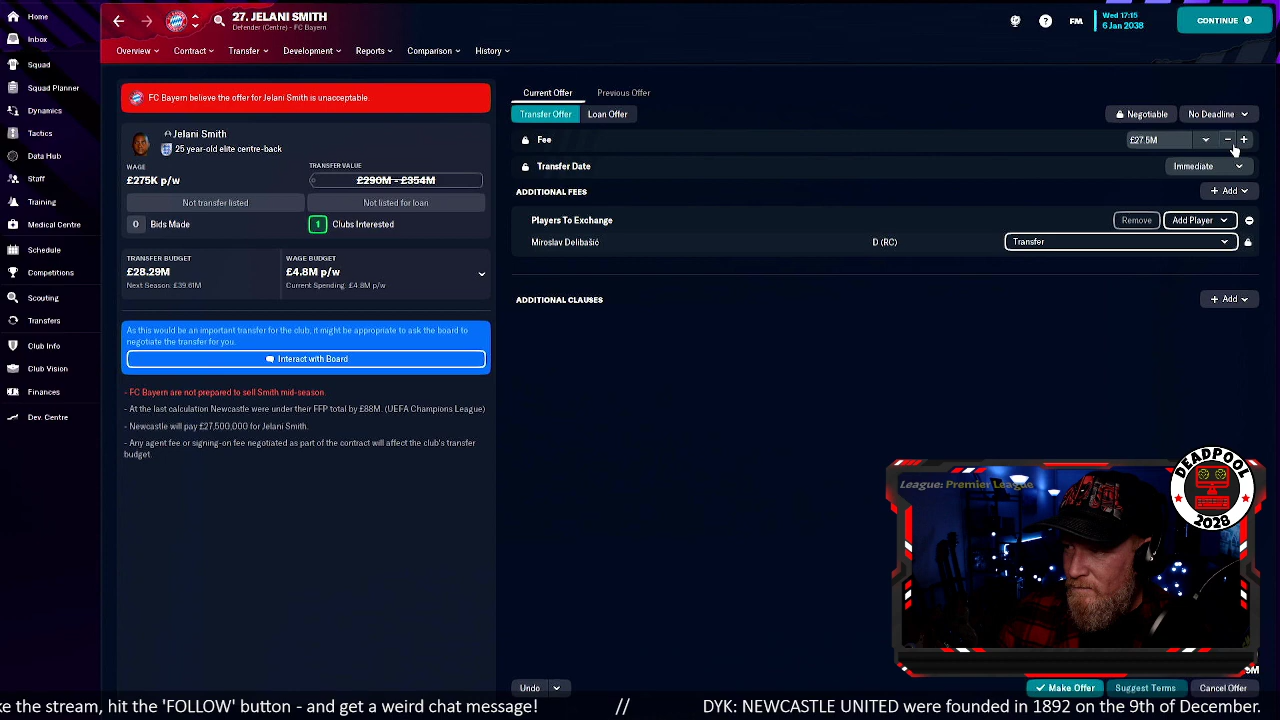 Home
Inbox
Squad
Squad Planner
Dynamics
Tactics
Data Hub
Staff
Training
Medical Centre
Schedule
Competitions
Scouting
Transfers
Club Info
Club Vision
Finances
Dev. Centre
27. JELANI SMITH
Defender (Centre) - FC Bayern
FM
Wed 17:15
6 Jan 2038
CONTINUE
Overview
Contract
Transfer
Development
Reports
Comparison
History
FC Bayern believe the offer for Jelani Smith is unacceptable.
Jelani Smith
25 year-old elite centre-back
WAGE
£275K p/w
TRANSFER VALUE
£290M - £354M
Not transfer listed
Not listed for loan
0 Bids Made
1 Clubs Interested
TRANSFER BUDGET
£28.29M
Next Season: £39.61M
WAGE BUDGET
£4.8M p/w
Current Spending: £4.8M p/w
As this would be an important transfer for the club, it might be appropriate to ask the board to
negotiate the transfer for you.
Interact with Board
- FC Bayern are not prepared to sell Smith mid-season.
- At the last calculation Newcastle were under their FFP total by £88M. (UEFA Champions League)
- Newcastle will pay £27,500,000 for Jelani Smith.
- Any agent fee or signing-on fee negotiated as part of the contract will affect the club's transfer
budget.
Current Offer
Previous Offer
Transfer Offer
Loan Offer
Negotiable
No Deadline
Fee
£27.5M
Transfer Date
Immediate
ADDITIONAL FEES
+ Add
Players To Exchange
Remove
Add Player
Miroslav Delibašić
D (RC)
Transfer
ADDITIONAL CLAUSES
+ Add
League: Premier League
DEADPOOL
2028
Undo
Make Offer
Suggest Terms
Cancel Offer
ke the stream, hit the 'FOLLOW' button - and get a weird chat message!
//
DYK: NEWCASTLE UNITED were founded in 1892 on the 9th of December.